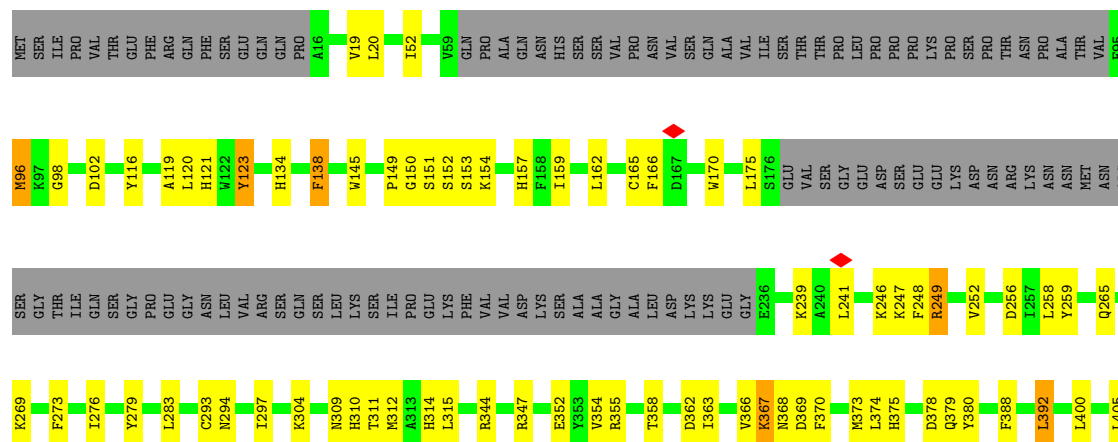 MET SER ILE PRO VAL THR GLU PHE ARG GLN PHE SER GLU GLN GLN PRO A16 V19 L20 I52 V59 GLN PRO ALA GLN ASN HIS SER SER VAL PRO ASN VAL SER GLN ALA VAL ILE SER THR THR PRO LEU PRO PRO PRO LYS PRO SER PRO THR ASN PRO ALA THR VAL
M96 K97 G98 D102 Y116 A119 L120 H121 W122 Y123 H134 F138 W145 P149 G150 S151 S152 S153 K154 H157 F158 I159 L162 C165 F166 D167 W170 L175 S176 GLU VAL SER GLY GLU ASP SER GLU GLU LYS ASP ASN ARG LYS ASN ASN MET ASN
SER GLY THR ILE GLN SER GLY PRO GLU GLY ASN LEU VAL ARG SER GLN SER LEU LYS SER ILE PRO GLU LYS PHE VAL VAL ASP LYS SER ALA ALA GLY ALA LEU ASP LYS LYS GLU GLY E236 K239 A240 L241 K246 K247 F248 R249 V252 D256 I257 L258 Y259 Q265
K269 F273 I276 Y279 L283 C293 N294 I297 K304 N309 H310 T311 M312 A313 H314 L315 R344 R347 E352 Y353 V354 R355 T358 D362 I363 V366 K367 N368 D369 F370 M373 L374 H375 D378 Q379 Y380 F388 L392 L400